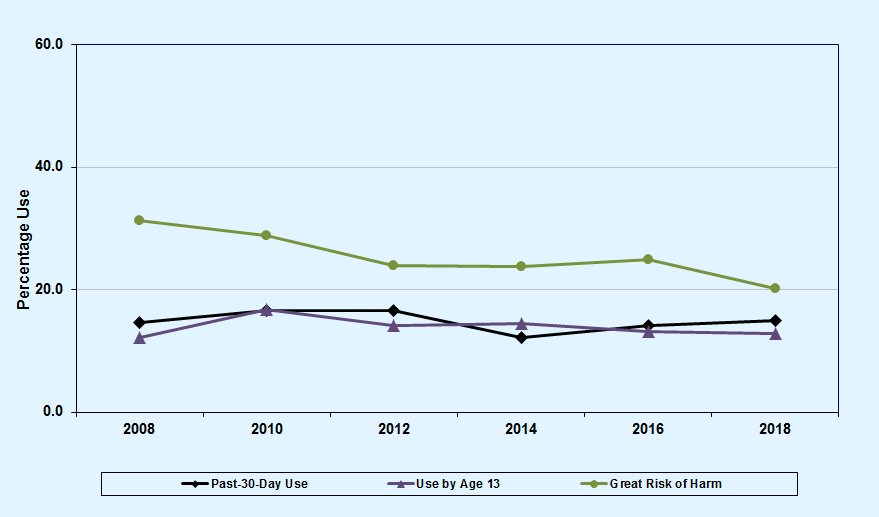 60.0
40.0
20.0
0.0
Percentage Use
2008 2010 2012 2014 2016 2018
Past-30-Day Use Use by Age 13 Great Risk of Harm